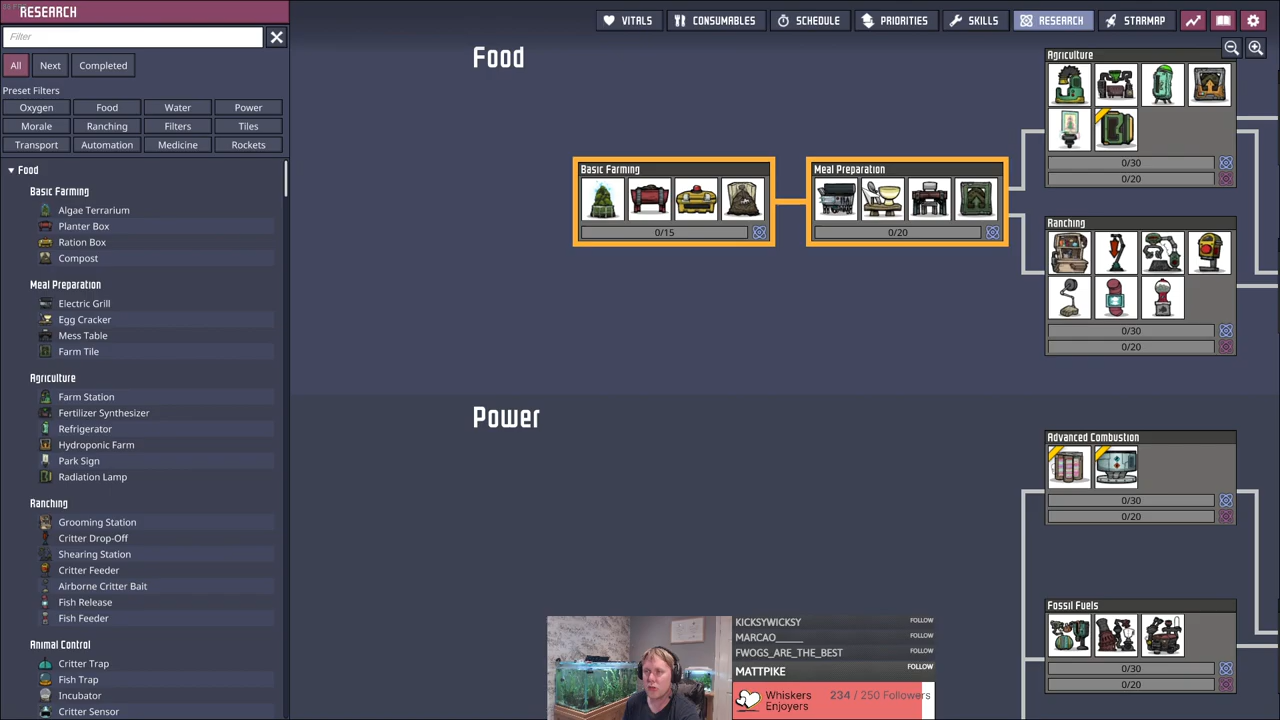 RESEARCH
VITALS
CONSUMABLES
SCHEDULE
PRIORITIES
SKILLS
RESEARCH
STARMAP
Filter
All
Next
Completed
Preset Filters
Oxygen
Food
Water
Power
Morale
Ranching
Filters
Tiles
Transport
Automation
Medicine
Rockets
Food
Basic Farming
Algae Terrarium
Planter Box
Ration Box
Compost
Meal Preparation
Electric Grill
Egg Cracker
Mess Table
Farm Tile
Agriculture
Farm Station
Fertilizer Synthesizer
Refrigerator
Hydroponic Farm
Park Sign
Radiation Lamp
Ranching
Grooming Station
Critter Drop-Off
Shearing Station
Critter Feeder
Airborne Critter Bait
Fish Release
Fish Feeder
Animal Control
Critter Trap
Fish Trap
Incubator
Critter Sensor
Food
Basic Farming
0/15
Meal Preparation
0/20
Agriculture
0/30
0/20
Ranching
0/30
0/20
Power
Advanced Combustion
0/30
0/20
Fossil Fuels
0/30
0/20
KICKSYWICKSY FOLLOW
MARCAO_____ FOLLOW
FWOGS_ARE_THE_BEST FOLLOW
MATTPIKE FOLLOW
Whiskers Enjoyers
234 / 250 Followers